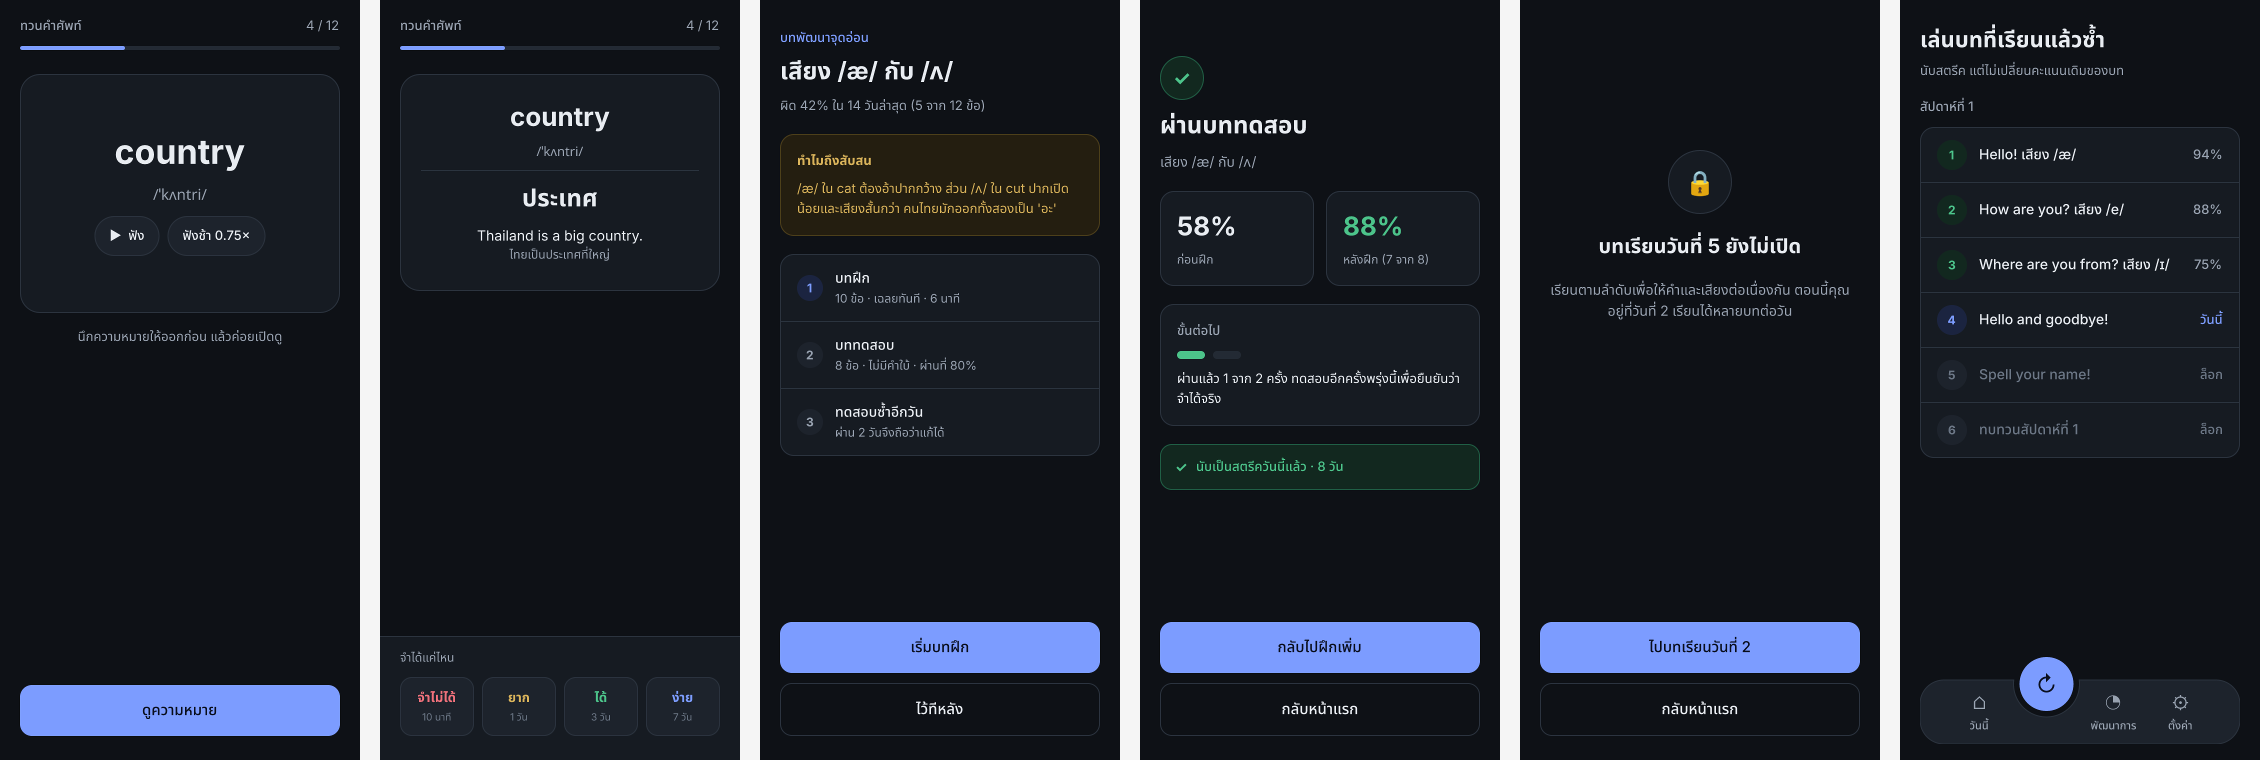 ทวนคำศัพท์
4 / 12
country
/ˈkʌntri/
▶ ฟัง
ฟังช้า 0.75×
นึกความหมายให้ออกก่อน แล้วค่อยเปิดดู
ดูความหมาย
ทวนคำศัพท์
4 / 12
country
/ˈkʌntri/
ประเทศ
Thailand is a big country.
ไทยเป็นประเทศที่ใหญ่
จำได้แค่ไหน
จำไม่ได้
10 นาที
ยาก
1 วัน
ได้
3 วัน
ง่าย
7 วัน
บทพัฒนาจุดอ่อน
เสียง /æ/ กับ /ʌ/
ผิด 42% ใน 14 วันล่าสุด (5 จาก 12 ข้อ)
ทำไมถึงสับสน
/æ/ ใน cat ต้องอ้าปากกว้าง ส่วน /ʌ/ ใน cut ปากเปิด
น้อยและเสียงสั้นกว่า คนไทยมักออกทั้งสองเป็น 'อะ'
1
บทฝึก
10 ข้อ · เฉลยทันที · 6 นาที
2
บททดสอบ
8 ข้อ · ไม่มีคำใบ้ · ผ่านที่ 80%
3
ทดสอบซ้ำอีกวัน
ผ่าน 2 วันจึงถือว่าแก้ได้
เริ่มบทฝึก
ไว้ทีหลัง
ผ่านบททดสอบ
เสียง /æ/ กับ /ʌ/
58%
ก่อนฝึก
88%
หลังฝึก (7 จาก 8)
ขั้นต่อไป
ผ่านแล้ว 1 จาก 2 ครั้ง ทดสอบอีกครั้งพรุ่งนี้เพื่อยืนยันว่า
จำได้จริง
✓ นับเป็นสตรีควันนี้แล้ว · 8 วัน
กลับไปฝึกเพิ่ม
กลับหน้าแรก
บทเรียนวันที่ 5 ยังไม่เปิด
เรียนตามลำดับเพื่อให้คำและเสียงต่อเนื่องกัน ตอนนี้คุณ
อยู่ที่วันที่ 2 เรียนได้หลายบทต่อวัน
ไปบทเรียนวันที่ 2
กลับหน้าแรก
เล่นบทที่เรียนแล้วซ้ำ
นับสตรีค แต่ไม่เปลี่ยนคะแนนเดิมของบท
สัปดาห์ที่ 1
1 Hello! เสียง /æ/ 94%
2 How are you? เสียง /e/ 88%
3 Where are you from? เสียง /ɪ/ 75%
4 Hello and goodbye! วันนี้
5 Spell your name! ล็อก
6 ทบทวนสัปดาห์ที่ 1 ล็อก
วันนี้
พัฒนาการ
ตั้งค่า